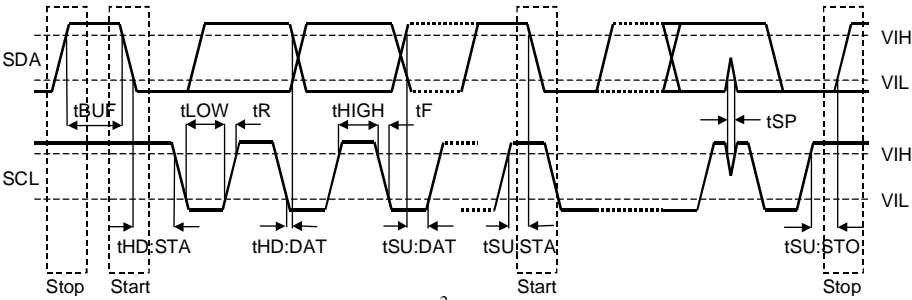 VIH
SDA
VIL
tBUF tLOW tR tHIGH tF
tSP
VIH
SCL
VIL
tHD:STA tHD:DAT tSU:DAT tSU:STA tSU:STO
Stop Start Start Stop
2